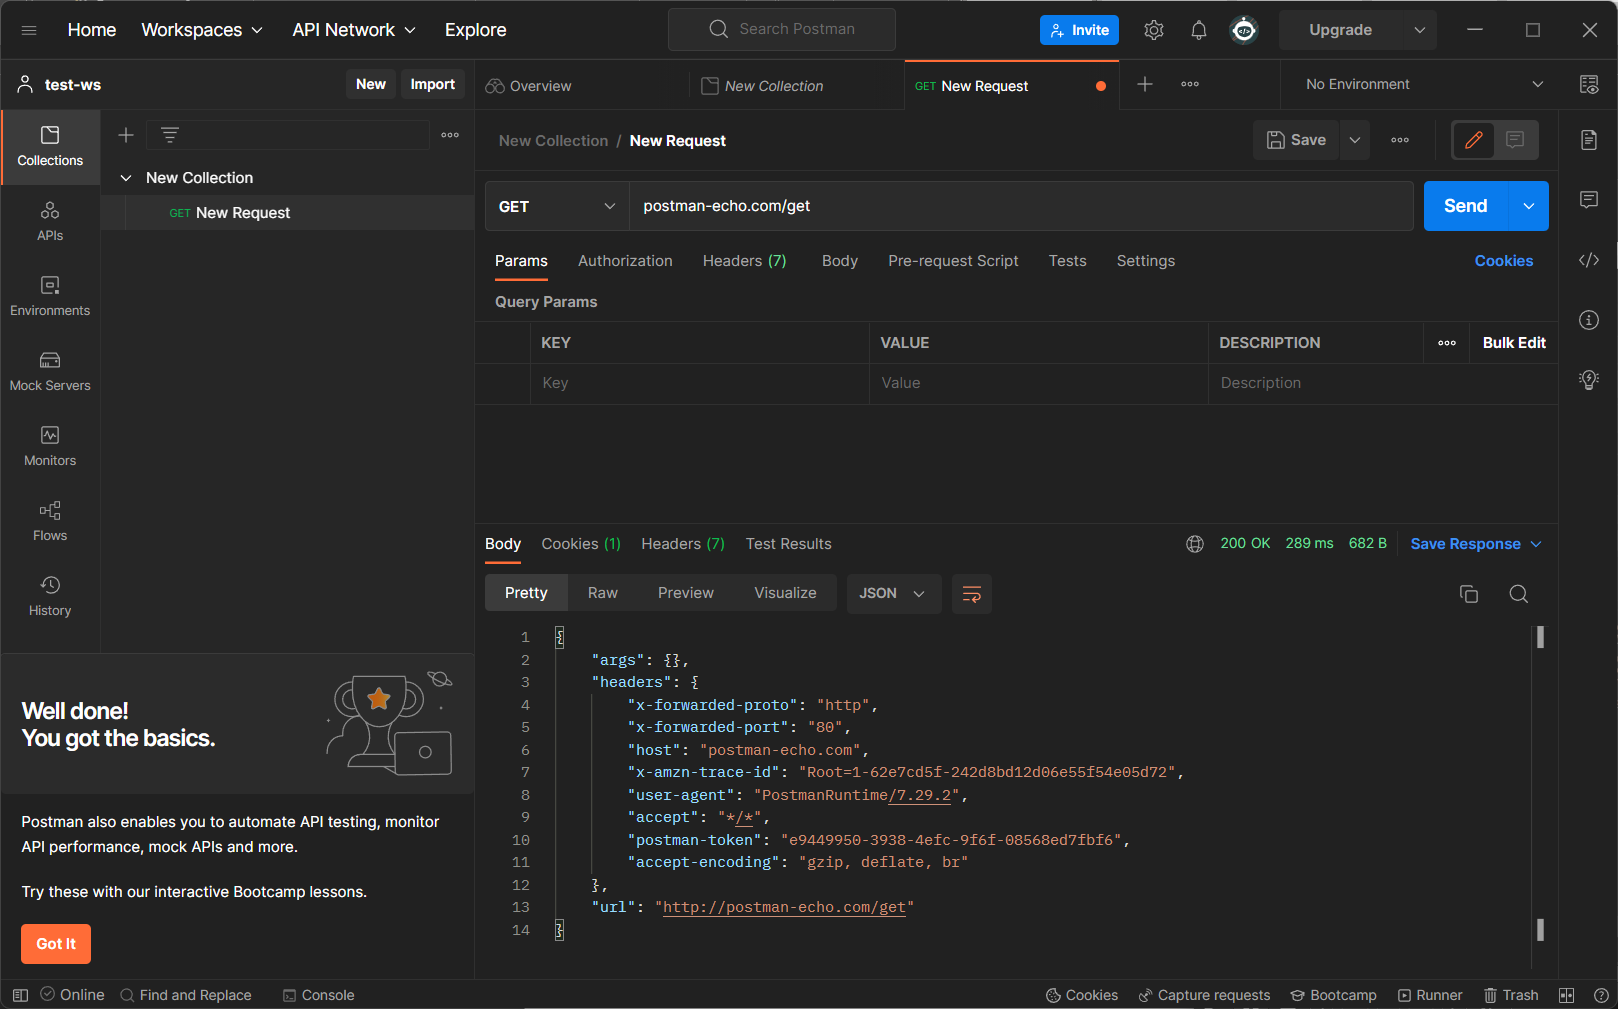 Home Workspaces API Network Explore Search Postman Invite Upgrade
test-ws New Import
Overview New Collection GET New Request No Environment
Collections
APIs
Environments
Mock Servers
Monitors
Flows
History
New Collection
GET New Request
New Collection / New Request Save
GET postman-echo.com/get Send
Params Authorization Headers (7) Body Pre-request Script Tests Settings Cookies
Query Params
KEY VALUE DESCRIPTION Bulk Edit
Key Value Description
Body Cookies (1) Headers (7) Test Results 200 OK 289 ms 682 B Save Response
Pretty Raw Preview Visualize JSON
1 {
2 "args": {},
3 "headers": {
4 "x-forwarded-proto": "http",
5 "x-forwarded-port": "80",
6 "host": "postman-echo.com",
7 "x-amzn-trace-id": "Root=1-62e7cd5f-242d8bd12d06e55f54e05d72",
8 "user-agent": "PostmanRuntime/7.29.2",
9 "accept": "*/*",
10 "postman-token": "e9449950-3938-4efc-9f6f-08568ed7fbf6",
11 "accept-encoding": "gzip, deflate, br"
12 },
13 "url": "http://postman-echo.com/get"
14 }
Well done!
You got the basics.
Postman also enables you to automate API testing, monitor
API performance, mock APIs and more.
Try these with our interactive Bootcamp lessons.
Got It
Online Find and Replace Console Cookies Capture requests Bootcamp Runner Trash